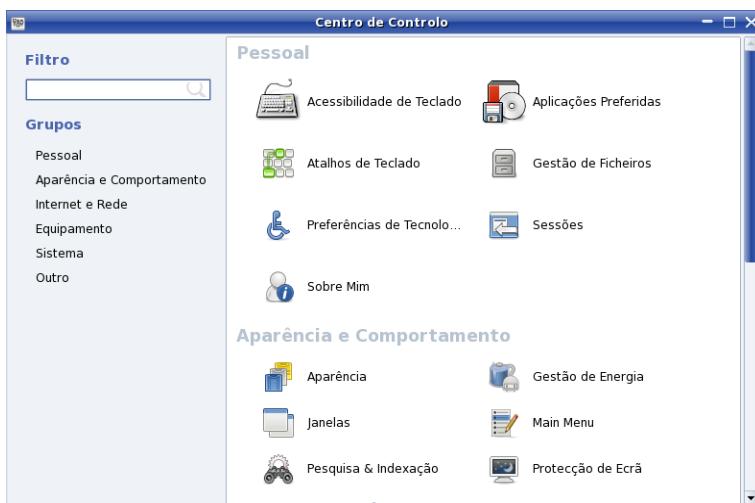 Centro de Controlo
Filtro
Grupos
Pessoal
Aparência e Comportamento
Internet e Rede
Equipamento
Sistema
Outro
Pessoal
Acessibilidade de Teclado
Aplicações Preferidas
Atalhos de Teclado
Gestão de Ficheiros
Preferências de Tecnolo...
Sessões
Sobre Mim
Aparência e Comportamento
Aparência
Gestão de Energia
Janelas
Main Menu
Pesquisa & Indexação
Protecção de Ecrã